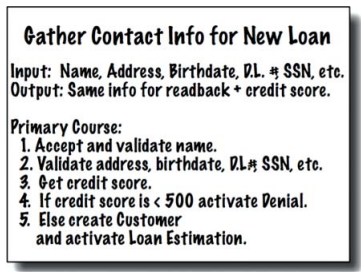 Gather Contact Info for New Loan
Input: Name, Address, Birthdate, D.L. #, SSN, etc.
Output: Same info for readback + credit score.
Primary Course:
1. Accept and validate name.
2. Validate address, birthdate, D.L.#, SSN, etc.
3. Get credit score.
4. If credit score is < 500 activate Denial.
5. Else create Customer
and activate Loan Estimation.